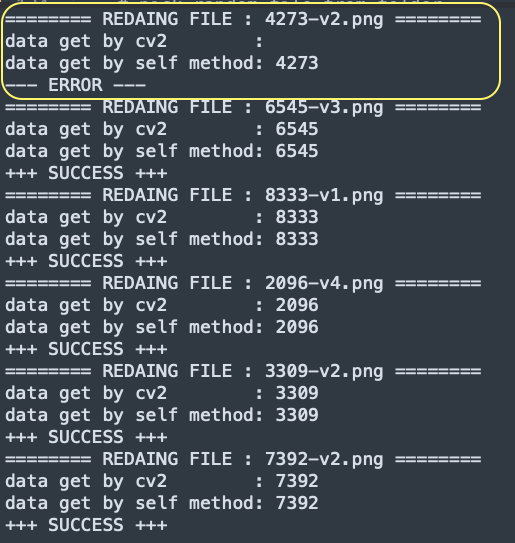 ======== REDAING FILE : 4273-v2.png ========
data get by cv2        :
data get by self method: 4273
--- ERROR ---
======== REDAING FILE : 6545-v3.png ========
data get by cv2        : 6545
data get by self method: 6545
+++ SUCCESS +++
======== REDAING FILE : 8333-v1.png ========
data get by cv2        : 8333
data get by self method: 8333
+++ SUCCESS +++
======== REDAING FILE : 2096-v4.png ========
data get by cv2        : 2096
data get by self method: 2096
+++ SUCCESS +++
======== REDAING FILE : 3309-v2.png ========
data get by cv2        : 3309
data get by self method: 3309
+++ SUCCESS +++
======== REDAING FILE : 7392-v2.png ========
data get by cv2        : 7392
data get by self method: 7392
+++ SUCCESS +++